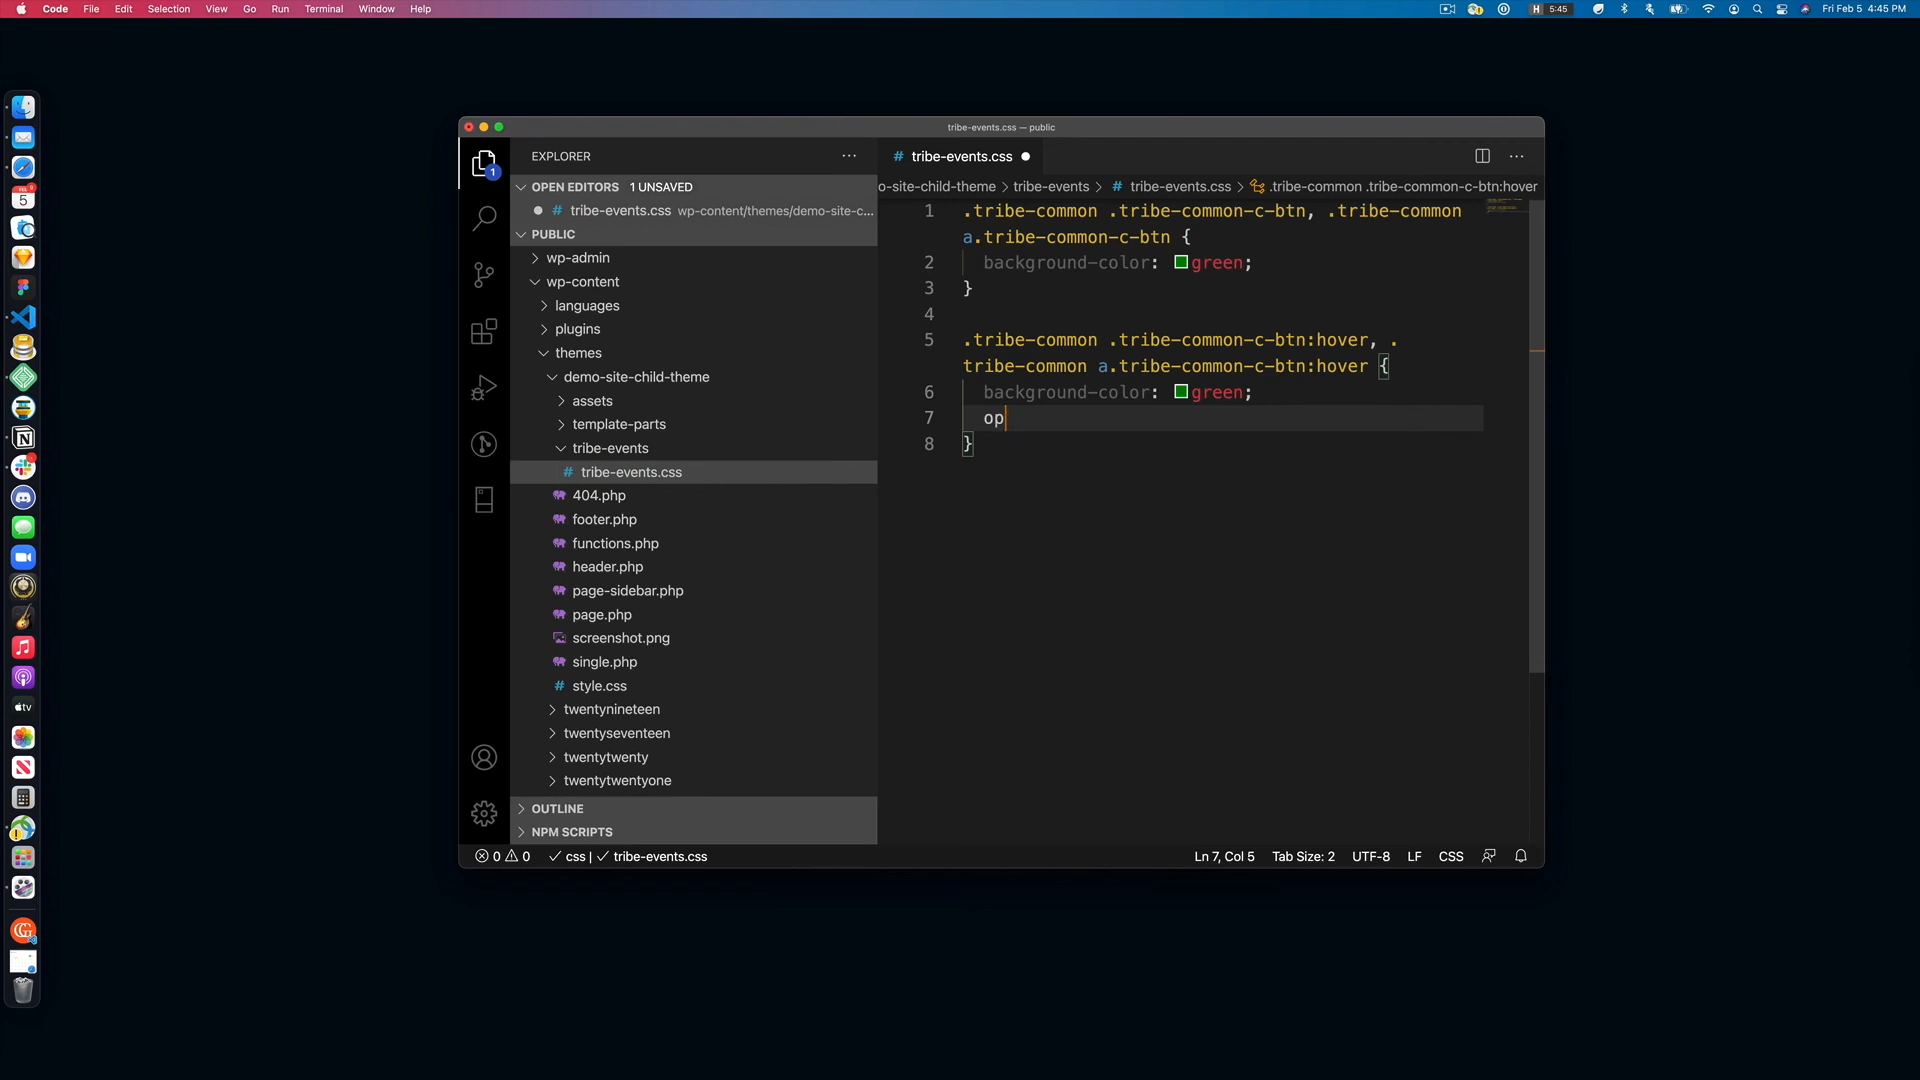 Code File Edit Selection View Go Run Terminal Window Help
H 5:45
Fri Feb 5 4:45 PM
tribe-events.css — public
EXPLORER
tribe-events.css
1
OPEN EDITORS 1 UNSAVED
o-site-child-theme > tribe-events > # tribe-events.css > .tribe-common .tribe-common-c-btn:hover
# tribe-events.css wp-content/themes/demo-site-c...
PUBLIC
wp-admin
wp-content
languages
plugins
themes
demo-site-child-theme
assets
template-parts
tribe-events
# tribe-events.css
404.php
footer.php
functions.php
header.php
page-sidebar.php
page.php
screenshot.png
single.php
# style.css
twentynineteen
twentyseventeen
twentytwenty
twentytwentyone
OUTLINE
NPM SCRIPTS
1 .tribe-common .tribe-common-c-btn, .tribe-common
a.tribe-common-c-btn {
2 background-color: green;
3 }
4
5 .tribe-common .tribe-common-c-btn:hover, .
tribe-common a.tribe-common-c-btn:hover {
6 background-color: green;
7 op
8 }
0 0 css | tribe-events.css
Ln 7, Col 5 Tab Size: 2 UTF-8 LF CSS
5
tv